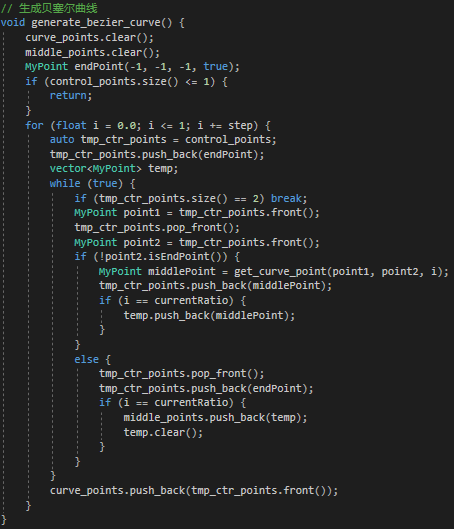 // 生成贝塞尔曲线
void generate_bezier_curve() {
    curve_points.clear();
    middle_points.clear();
    MyPoint endPoint(-1, -1, -1, true);
    if (control_points.size() <= 1) {
        return;
    }
    for (float i = 0.0; i <= 1; i += step) {
        auto tmp_ctr_points = control_points;
        tmp_ctr_points.push_back(endPoint);
        vector<MyPoint> temp;
        while (true) {
            if (tmp_ctr_points.size() == 2) break;
            MyPoint point1 = tmp_ctr_points.front();
            tmp_ctr_points.pop_front();
            MyPoint point2 = tmp_ctr_points.front();
            if (!point2.isEndPoint()) {
                MyPoint middlePoint = get_curve_point(point1, point2, i);
                tmp_ctr_points.push_back(middlePoint);
                if (i == currentRatio) {
                    temp.push_back(middlePoint);
                }
            }
            else {
                tmp_ctr_points.pop_front();
                tmp_ctr_points.push_back(endPoint);
                if (i == currentRatio) {
                    middle_points.push_back(temp);
                    temp.clear();
                }
            }
        }
        curve_points.push_back(tmp_ctr_points.front());
    }
}